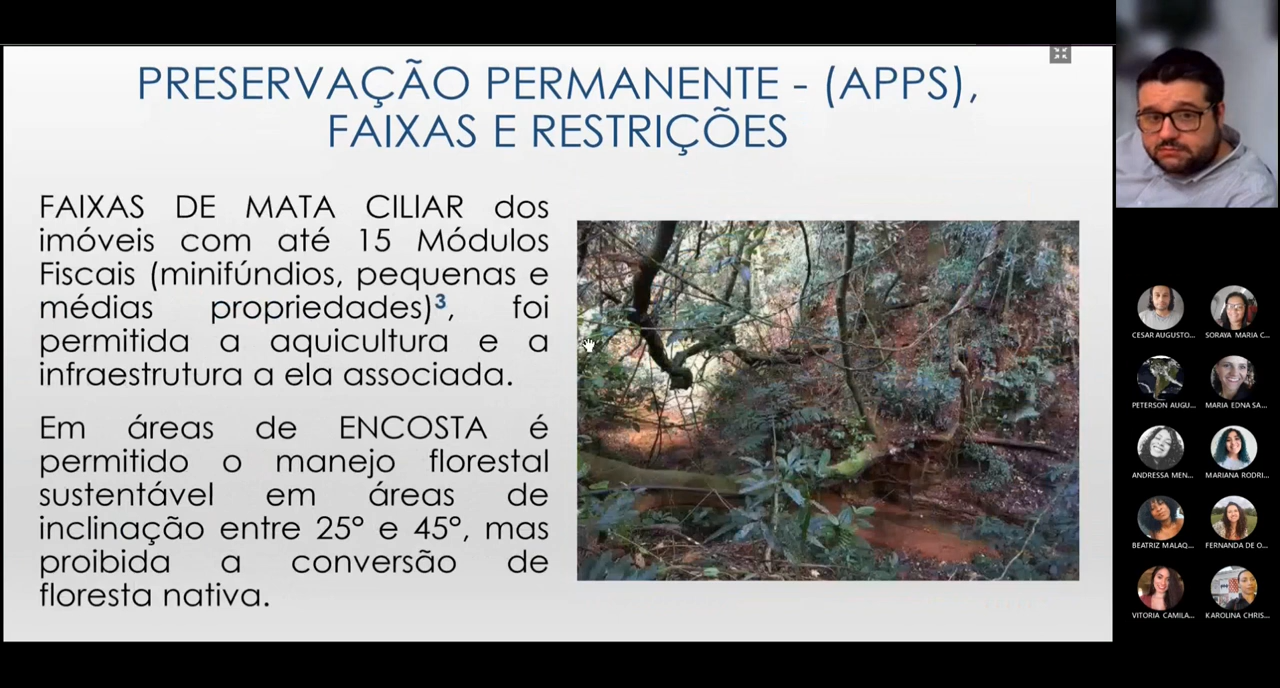 PRESERVAÇÃO PERMANENTE - (APPS),
FAIXAS E RESTRIÇÕES
FAIXAS DE MATA CILIAR dos
imóveis com até 15 Módulos
Fiscais (minifúndios, pequenas e
médias propriedades)³, foi
permitida a aquicultura e a
infraestrutura a ela associada.
Em áreas de ENCOSTA é
permitido o manejo florestal
sustentável em áreas de
inclinação entre 25° e 45°, mas
proibida a conversão de
floresta nativa.
CESAR AUGUSTO...
SORAYA MARIA C...
PETERSON AUGU...
MARIA EDNA SA...
ANDRESSA MEN...
MARIANA RODRI...
BEATRIZ MALAQ...
FERNANDA DE O...
VITORIA CAMILA...
KAROLINA CHRIS...